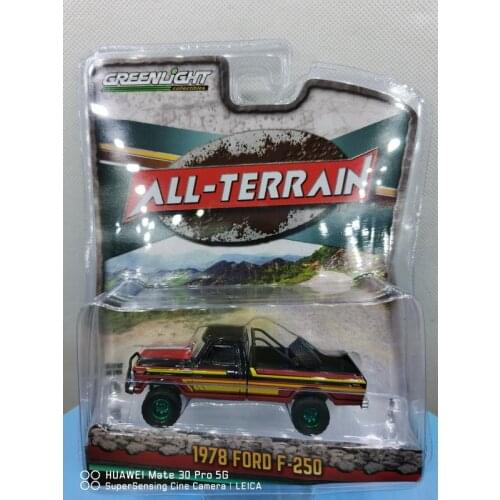 GREENLIGHT
collectibles
ALL-TERRAIN
1978 FORD F-250
HUAWEI Mate 30 Pro 5G
SuperSensing Cine Camera | LEICA